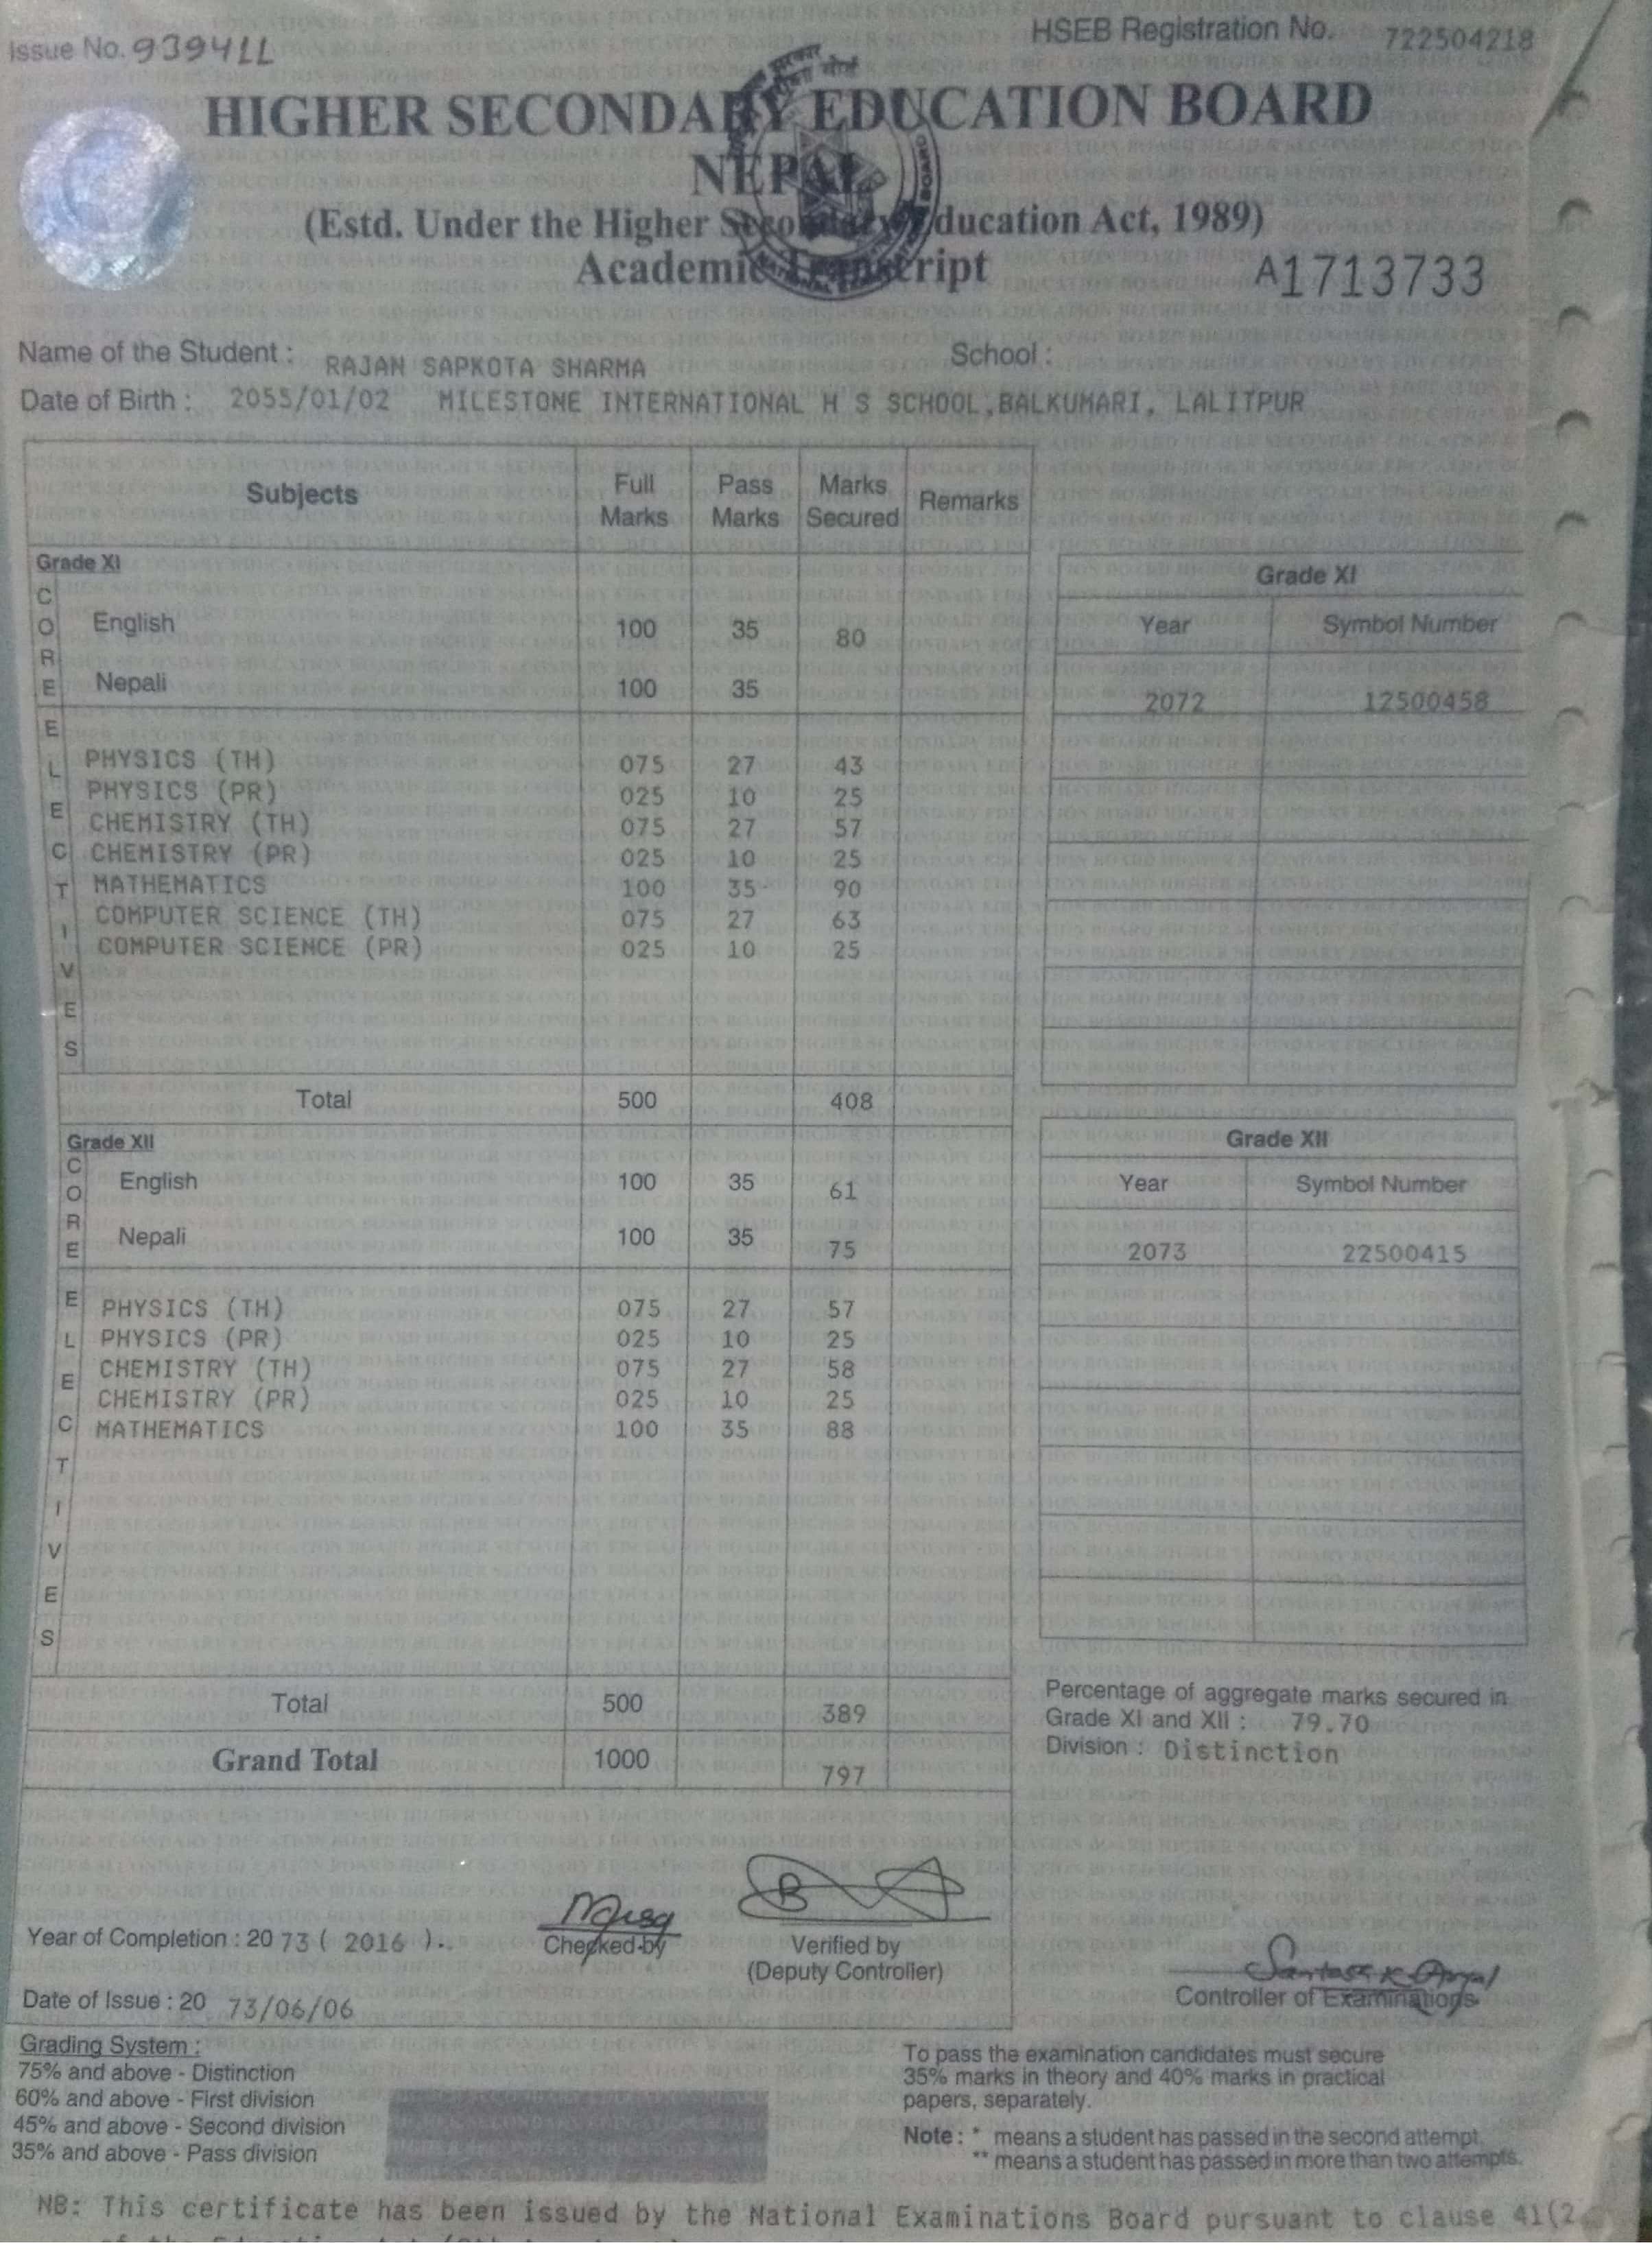 Issue No. 939411
HSEB Registration No. 722504218
HIGHER SECONDARY EDUCATION BOARD
NEPAL
(Estd. Under the Higher Secondary Education Act, 1989)
Academic Transcript
A1713733
Name of the Student : RAJAN SAPKOTA SHARMA School :
Date of Birth : 2055/01/02 MILESTONE INTERNATIONAL H S SCHOOL,BALKUMARI, LALITPUR
Subjects Full Marks Pass Marks Marks Secured Remarks
Grade XI
CORE
English 100 35 80
Nepali 100 35
ELECTIVES
PHYSICS (TH) 075 27 43
PHYSICS (PR) 025 10 25
CHEMISTRY (TH) 075 27 57
CHEMISTRY (PR) 025 10 25
MATHEMATICS 100 35 90
COMPUTER SCIENCE (TH) 075 27 63
COMPUTER SCIENCE (PR) 025 10 25
Total 500 408
Grade XI
Year Symbol Number
2072 12500458
Grade XII
CORE
English 100 35 61
Nepali 100 35 75
ELECTIVES
PHYSICS (TH) 075 27 57
PHYSICS (PR) 025 10 25
CHEMISTRY (TH) 075 27 58
CHEMISTRY (PR) 025 10 25
MATHEMATICS 100 35 88
Total 500 389
Grand Total 1000 797
Grade XII
Year Symbol Number
2073 22500415
Percentage of aggregate marks secured in
Grade XI and XII : 79.70
Division : Distinction
Year of Completion : 20 73 ( 2016 ).
Checked by
Verified by
(Deputy Controller)
Controller of Examinations
Date of Issue : 20 73/06/06
Grading System :
75% and above - Distinction
60% and above - First division
45% and above - Second division
35% and above - Pass division
To pass the examination candidates must secure
35% marks in theory and 40% marks in practical
papers, separately.
Note : * means a student has passed in the second attempt.
** means a student has passed in more than two attempts.
NB: This certificate has been issued by the National Examinations Board pursuant to clause 41(2